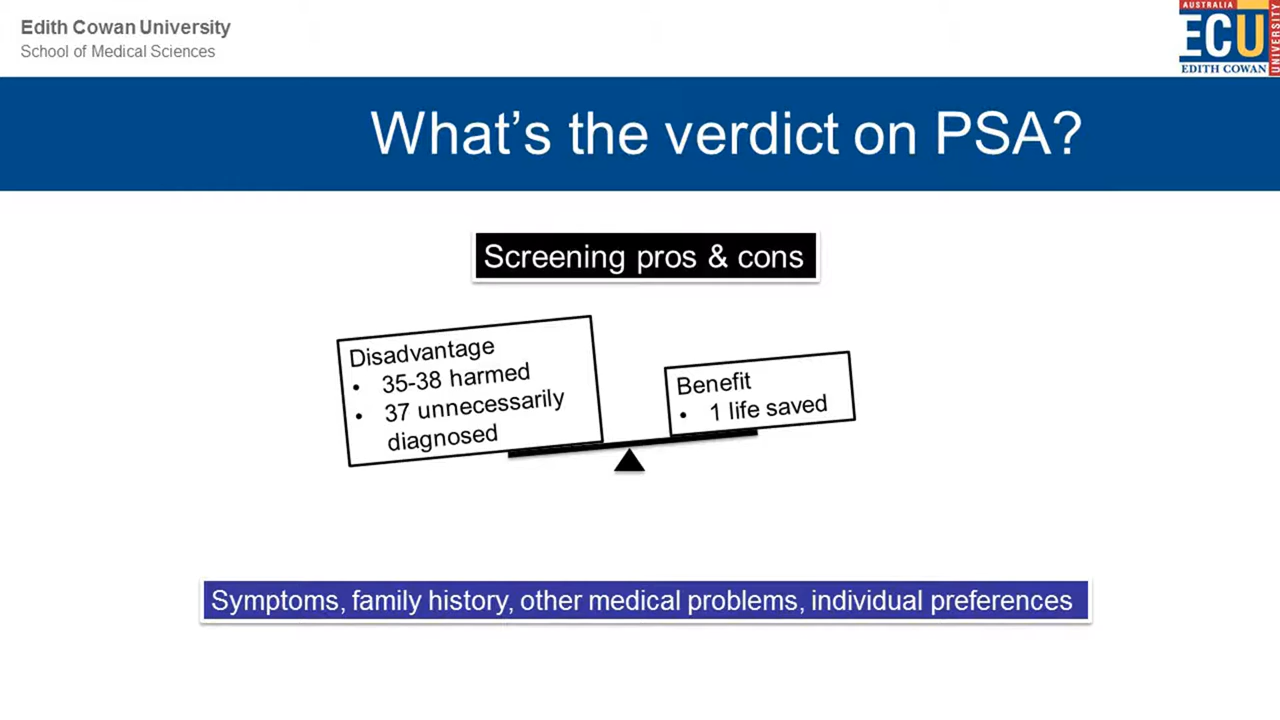 Edith Cowan University
School of Medical Sciences
AUSTRALIA
ECU
EDITH COWAN
UNIVERSITY
What's the verdict on PSA?
Screening pros & cons
Disadvantage
• 35-38 harmed
• 37 unnecessarily
diagnosed
Benefit
• 1 life saved
Symptoms, family history, other medical problems, individual preferences